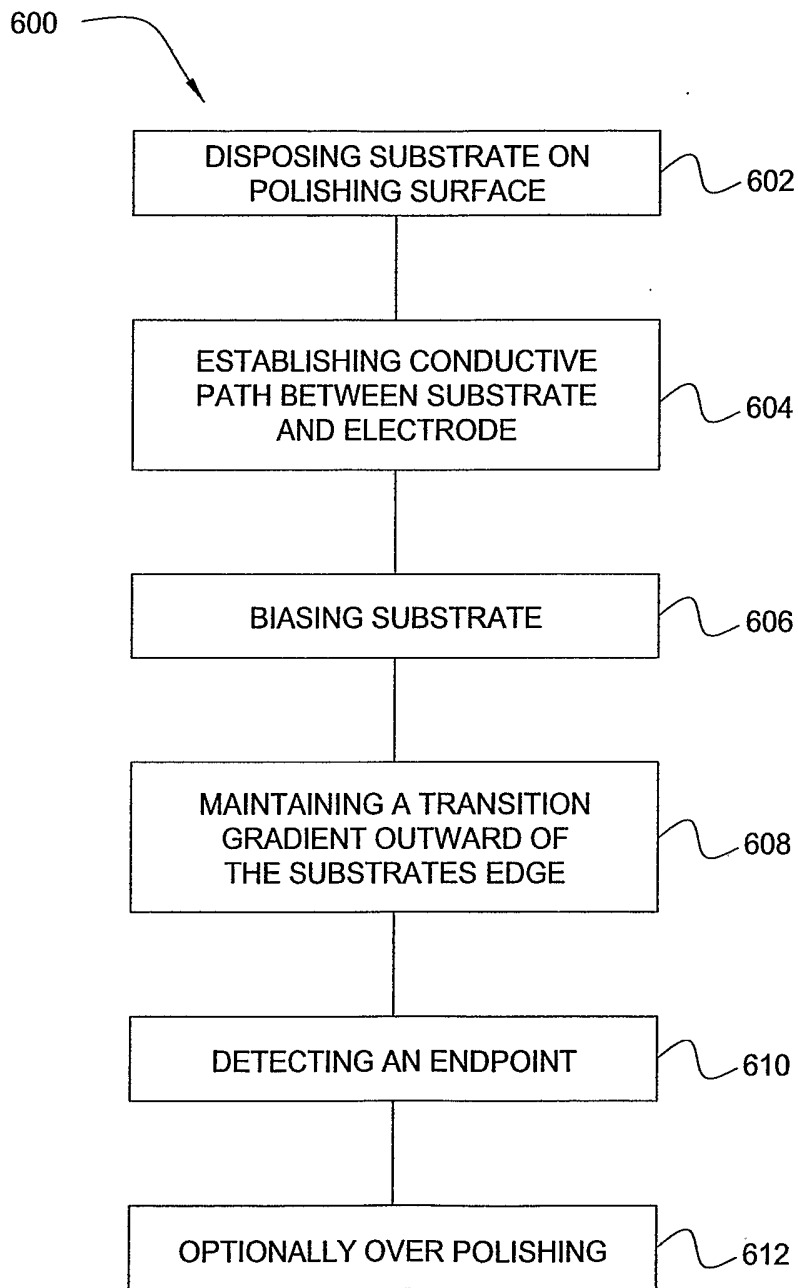 600
DISPOSING SUBSTRATE ON
POLISHING SURFACE
602
ESTABLISHING CONDUCTIVE
PATH BETWEEN SUBSTRATE
AND ELECTRODE
604
BIASING SUBSTRATE
606
MAINTAINING A TRANSITION
GRADIENT OUTWARD OF
THE SUBSTRATES EDGE
608
DETECTING AN ENDPOINT
610
OPTIONALLY OVER POLISHING
612